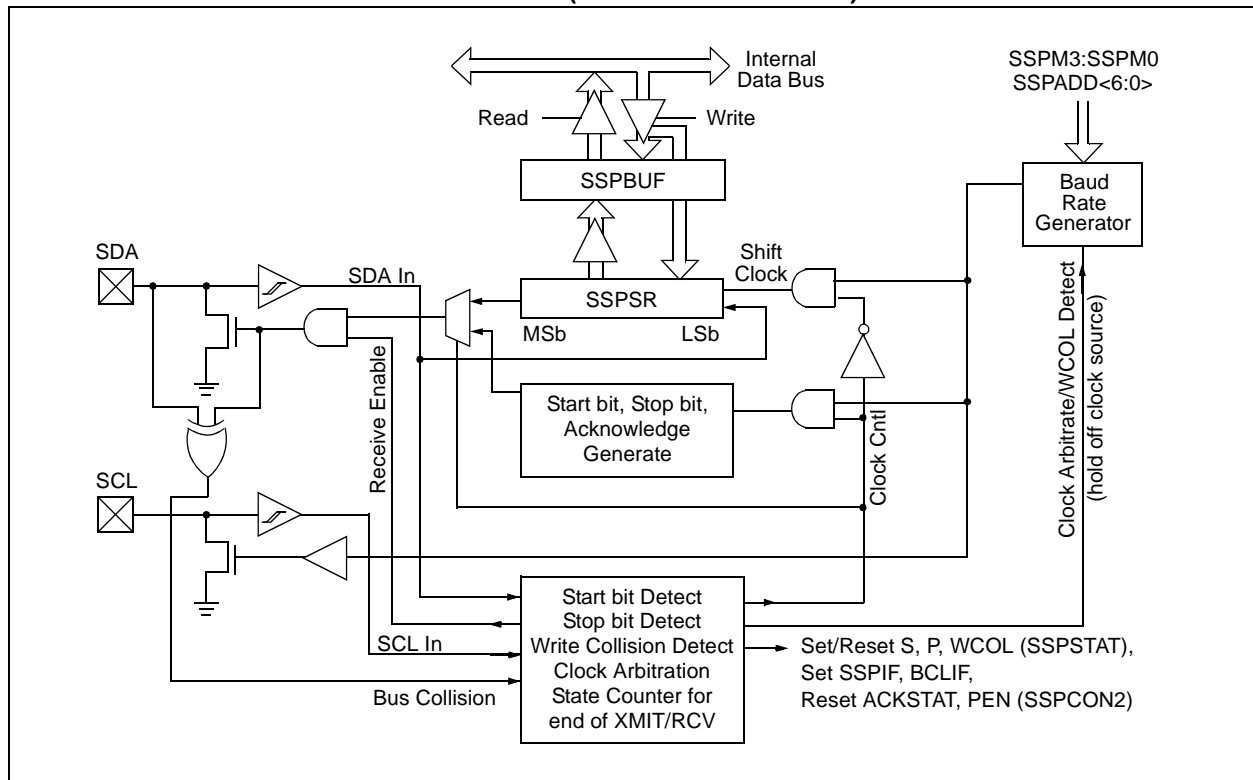 Internal
Data Bus
SSPM3:SSPM0
SSPADD<6:0>
Read
Write
SSPBUF
Baud
Rate
Generator
SDA
SDA In
Shift
Clock
SSPSR
MSb
LSb
Receive Enable
Start bit, Stop bit,
Acknowledge
Generate
Clock Cntl
Clock Arbitrate/WCOL Detect
(hold off clock source)
SCL
SCL In
Bus Collision
Start bit Detect
Stop bit Detect
Write Collision Detect
Clock Arbitration
State Counter for
end of XMIT/RCV
Set/Reset S, P, WCOL (SSPSTAT),
Set SSPIF, BCLIF,
Reset ACKSTAT, PEN (SSPCON2)